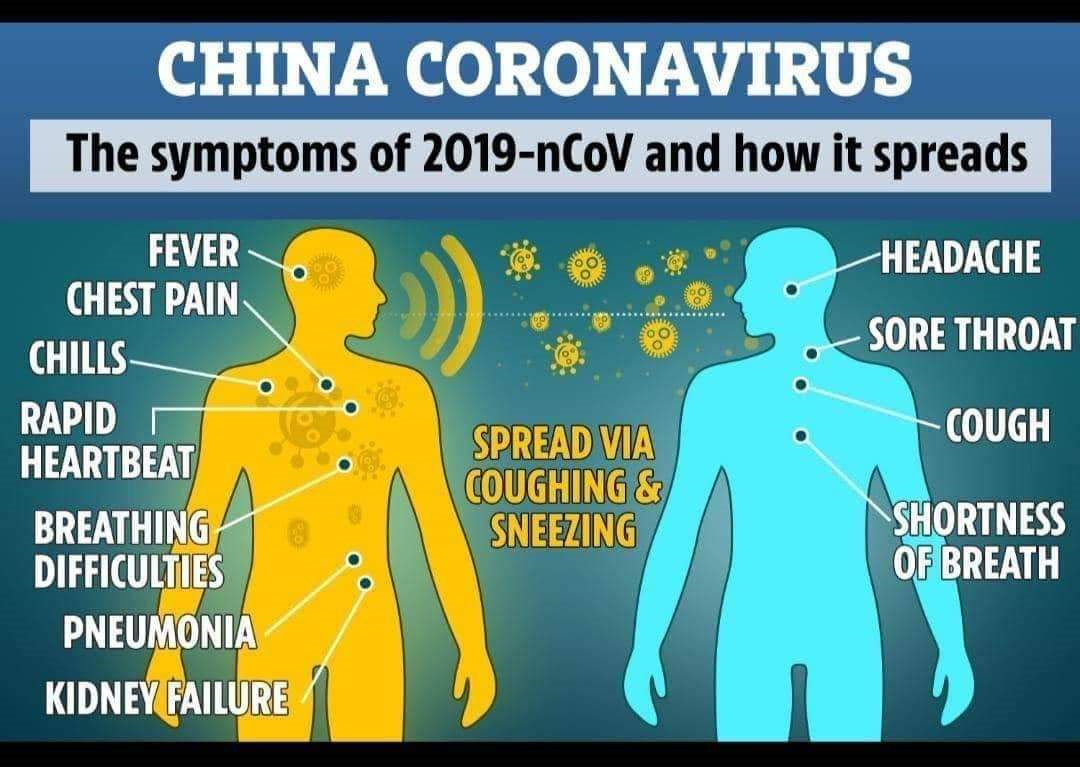 CHINA CORONAVIRUS
The symptoms of 2019-nCoV and how it spreads
FEVER
CHEST PAIN
CHILLS
RAPID
HEARTBEAT
BREATHING
DIFFICULTIES
PNEUMONIA
KIDNEY FAILURE
SPREAD VIA
COUGHING &
SNEEZING
HEADACHE
SORE THROAT
COUGH
SHORTNESS
OF BREATH